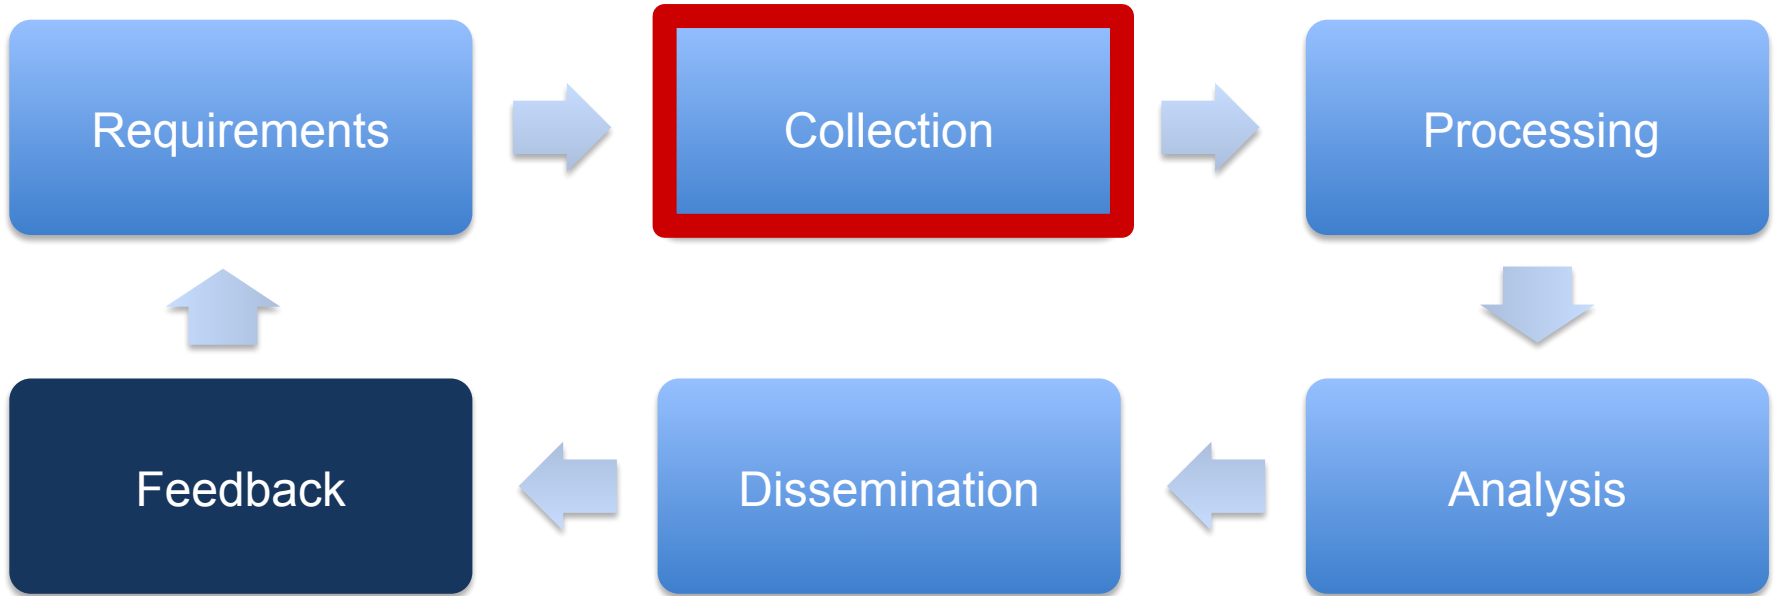 Requirements
Collection
Processing
Feedback
Dissemination
Analysis